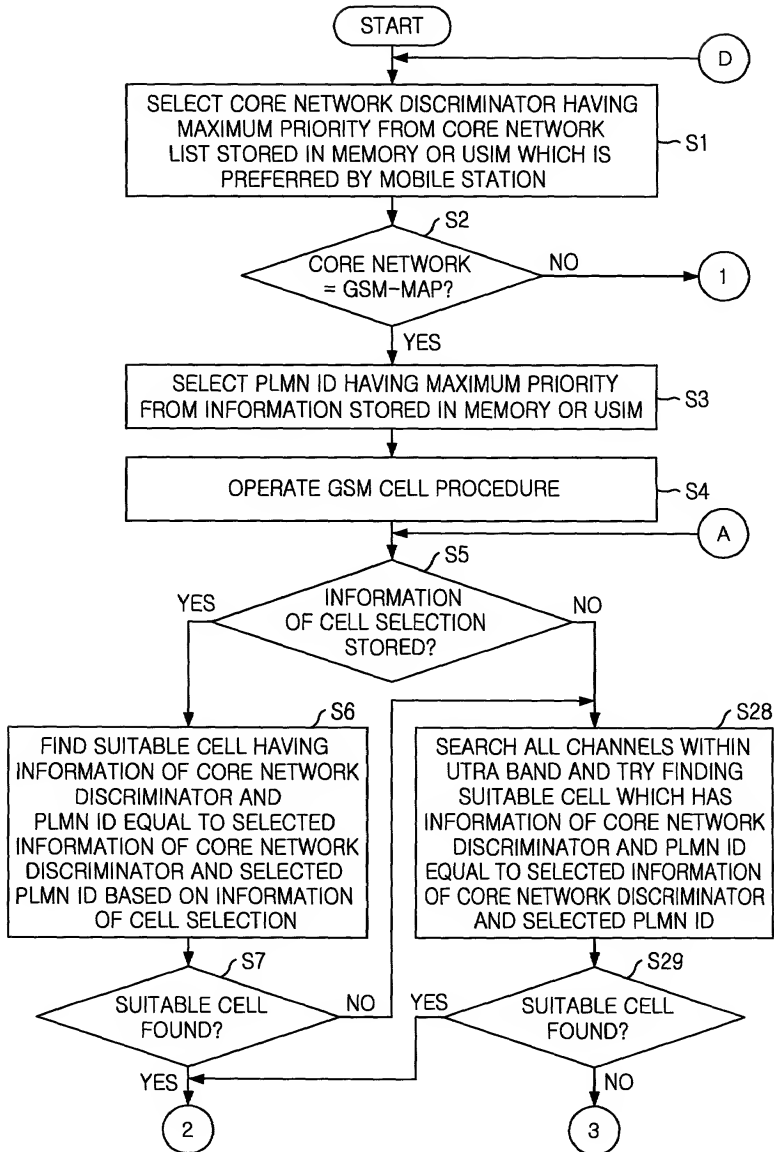 START
D
SELECT CORE NETWORK DISCRIMINATOR HAVING
MAXIMUM PRIORITY FROM CORE NETWORK
LIST STORED IN MEMORY OR USIM WHICH IS
PREFERRED BY MOBILE STATION
S1
S2
CORE NETWORK
= GSM-MAP?
NO
1
YES
SELECT PLMN ID HAVING MAXIMUM PRIORITY
FROM INFORMATION STORED IN MEMORY OR USIM
S3
OPERATE GSM CELL PROCEDURE
S4
A
S5
INFORMATION
OF CELL SELECTION
STORED?
YES
NO
S6
FIND SUITABLE CELL HAVING
INFORMATION OF CORE NETWORK
DISCRIMINATOR AND
PLMN ID EQUAL TO SELECTED
INFORMATION OF CORE NETWORK
DISCRIMINATOR AND SELECTED
PLMN ID BASED ON INFORMATION
OF CELL SELECTION
S28
SEARCH ALL CHANNELS WITHIN
UTRA BAND AND TRY FINDING
SUITABLE CELL WHICH HAS
INFORMATION OF CORE NETWORK
DISCRIMINATOR AND PLMN ID
EQUAL TO SELECTED INFORMATION
OF CORE NETWORK DISCRIMINATOR
AND SELECTED PLMN ID
S7
SUITABLE CELL
FOUND?
NO
YES
2
S29
SUITABLE CELL
FOUND?
YES
NO
3